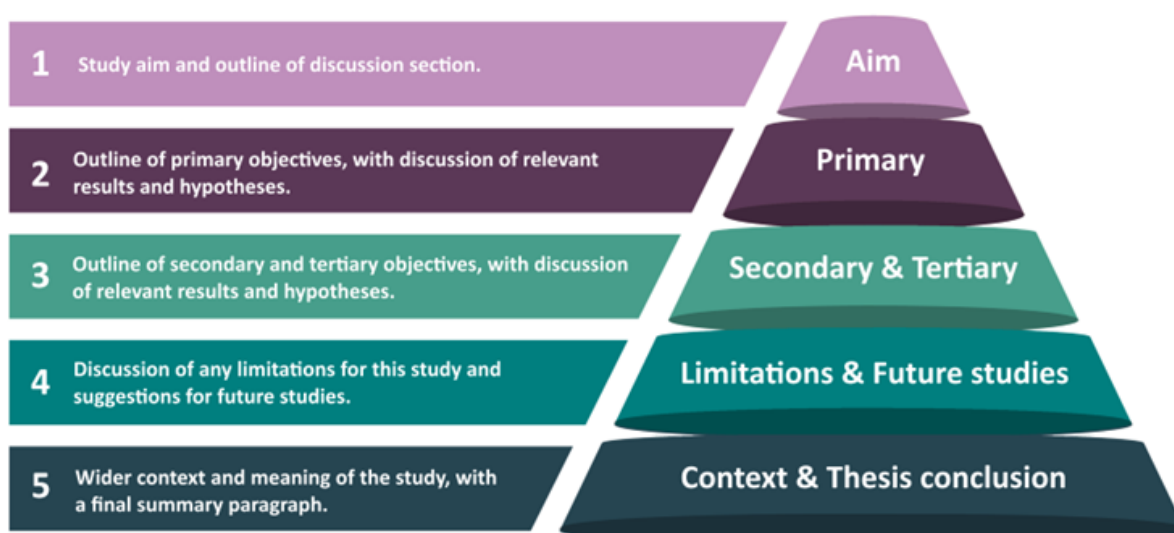 1 Study aim and outline of discussion section.
Aim
2 Outline of primary objectives, with discussion of relevant
results and hypotheses.
Primary
3 Outline of secondary and tertiary objectives, with discussion
of relevant results and hypotheses.
Secondary & Tertiary
4 Discussion of any limitations for this study and
suggestions for future studies.
Limitations & Future studies
5 Wider context and meaning of the study, with
a final summary paragraph.
Context & Thesis conclusion